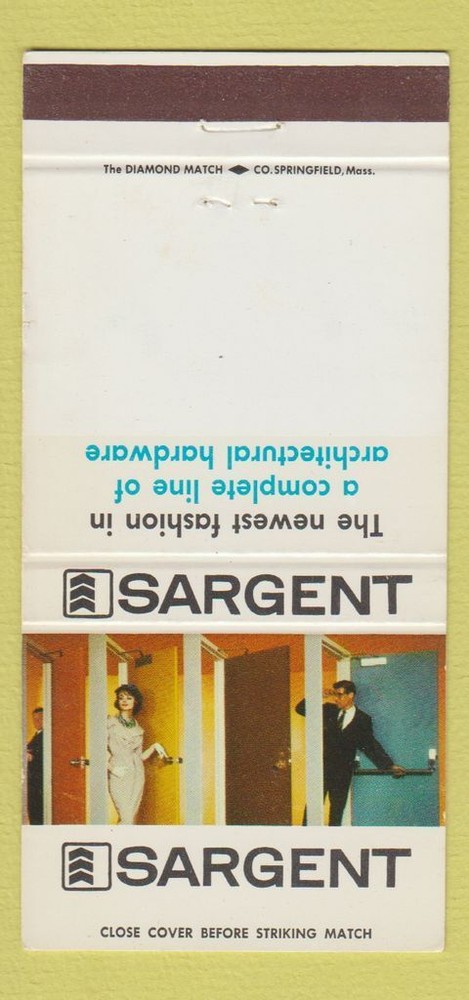 The DIAMOND MATCH CO. SPRINGFIELD, Mass.
The newest fashion in
a complete line of
architectural hardware
SARGENT
SARGENT
CLOSE COVER BEFORE STRIKING MATCH